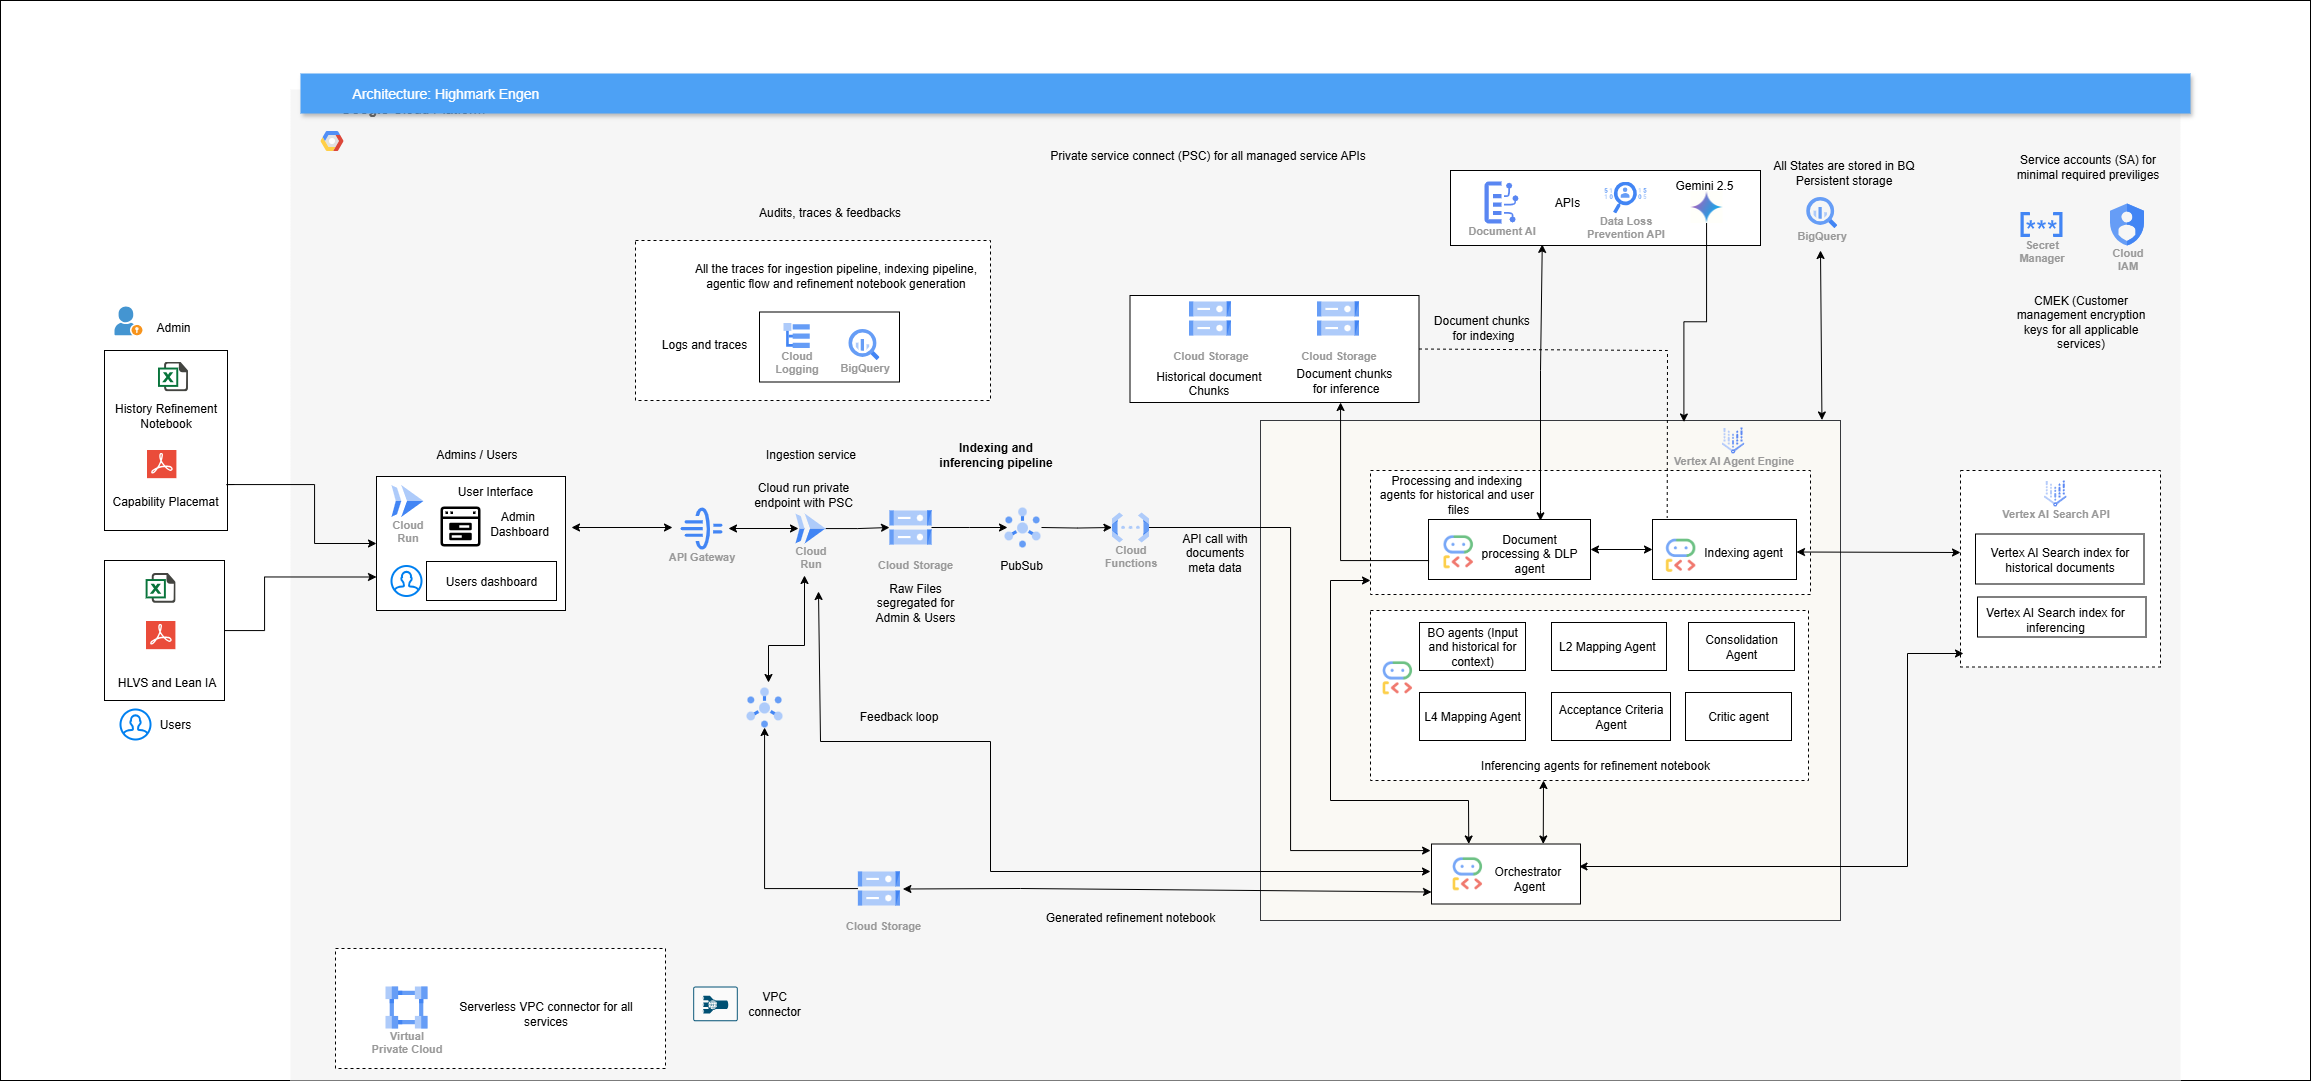 Architecture: Highmark Engen
Google Cloud Platform
Private service connect (PSC) for all managed service APIs
Audits, traces & feedbacks
All the traces for ingestion pipeline, indexing pipeline,
agentic flow and refinement notebook generation
Logs and traces
Cloud
Logging
BigQuery
Document AI
APIs
Data Loss
Prevention API
Gemini 2.5
All States are stored in BQ
Persistent storage
BigQuery
Service accounts (SA) for
minimal required previliges
Secret
Manager
Cloud
IAM
CMEK (Customer
management encryption
keys for all applicable
services)
Cloud Storage
Historical document
Chunks
Cloud Storage
Document chunks
for inference
Document chunks
for indexing
Admin
History Refinement
Notebook
Capability Placemat
HLVS and Lean IA
Users
Admins / Users
Cloud
Run
User Interface
Admin
Dashboard
Users dashboard
API Gateway
Ingestion service
Cloud run private
endpoint with PSC
Cloud
Run
Indexing and
inferencing pipeline
Cloud Storage
Raw Files
segregated for
Admin & Users
PubSub
Cloud
Functions
API call with
documents
meta data
Vertex AI Agent Engine
Processing and indexing
agents for historical and user
files
Document
processing & DLP
agent
Indexing agent
BO agents (Input
and historical for
context)
L2 Mapping Agent
Consolidation
Agent
L4 Mapping Agent
Acceptance Criteria
Agent
Critic agent
Inferencing agents for refinement notebook
Orchestrator
Agent
Vertex AI Search API
Vertex AI Search index for
historical documents
Vertex AI Search index for
inferencing
Feedback loop
Cloud Storage
Generated refinement notebook
Virtual
Private Cloud
Serverless VPC connector for all
services
VPC
connector